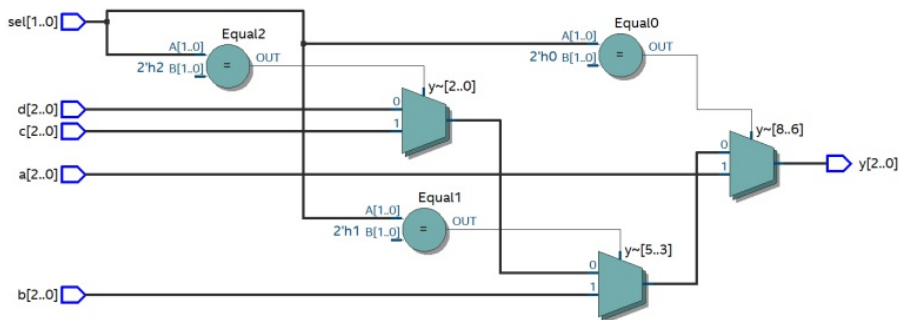 sel[1..0]
Equal2
A[1..0]
2'h2 B[1..0]
OUT
=
Equal0
A[1..0]
2'h0 B[1..0]
OUT
=
y~[2..0]
d[2..0]
0
c[2..0]
1
y~[8..6]
0
a[2..0]
1
y[2..0]
Equal1
A[1..0]
2'h1 B[1..0]
OUT
=
y~[5..3]
0
b[2..0]
1